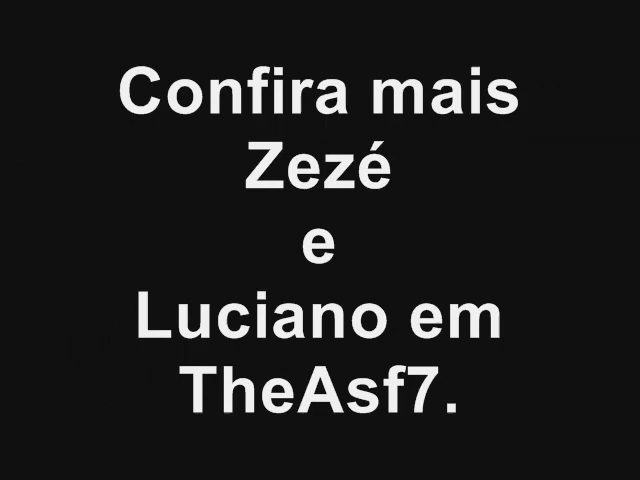 Confira mais
Zezé
e
Luciano em
TheAsf7.